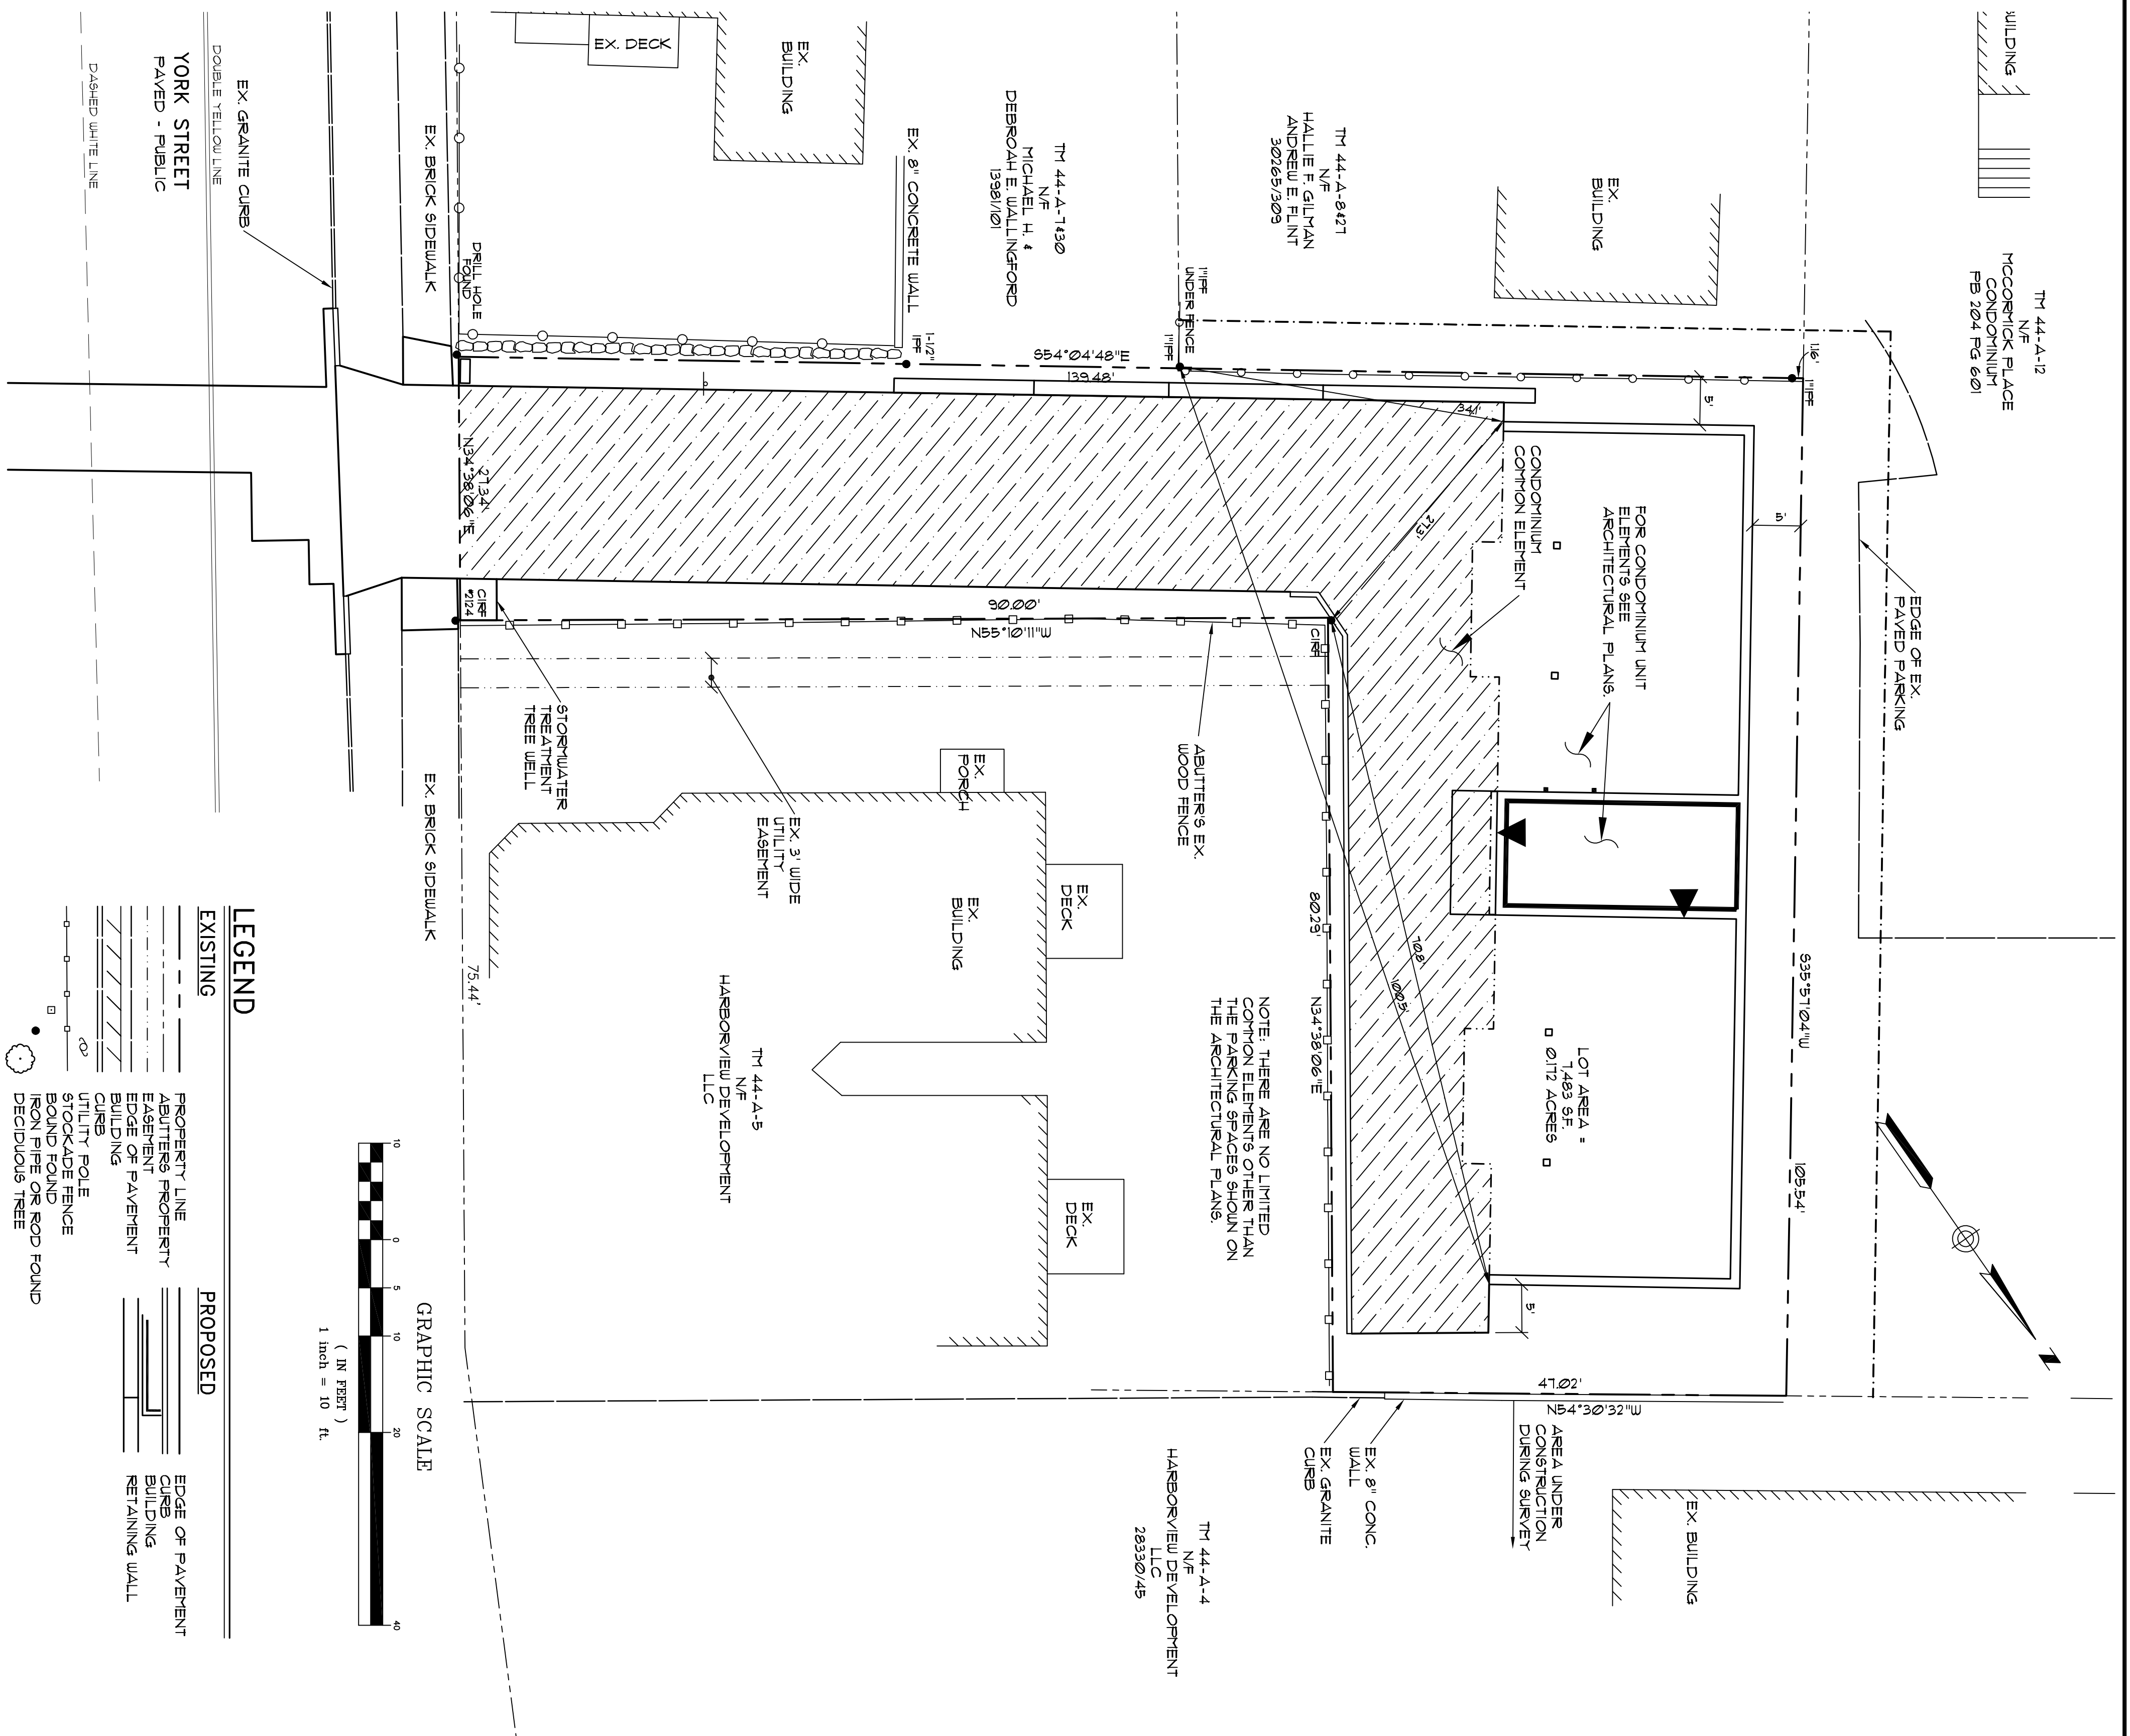 UILDING
TM 44-A-12
N/F
MCCORMICK PLACE
CONDOMINIUM
PB 204 PG 601
EX.
BUILDING
TM 44-A-8&27
N/F
HALLIE F. GILMAN
ANDREW E. FLINT
30265/309
TM 44-A-7&30
N/F
MICHAEL H. &
DEBROAH E. WALLINGFORD
13981/101
EX.
BUILDING
EX. DECK
EX. 8" CONCRETE WALL
EX. BRICK SIDEWALK
DRILL HOLE
FOUND
EX. GRANITE CURB
DOUBLE YELLOW LINE
YORK STREET
PAVED - PUBLIC
DASHED WHITE LINE
1"IPF
UNDER FENCE
1"IPF
1-1/2"
IPF
S54°04'48"E
139.48'
1.16'
1"IPF
5'
5'
34.1'
27.3'
CONDOMINIUM
COMMON ELEMENT
FOR CONDOMINIUM UNIT
ELEMENTS SEE
ARCHITECTURAL PLANS.
EDGE OF EX.
PAVED PARKING
27.34'
N34°38'06"E
CIRF
#2124
90.00'
N55°10'11"W
CIRF
STORMWATER
TREATMENT
TREE WELL
ABUTTER'S EX.
WOOD FENCE
EX.
PORCH
EX. 3' WIDE
UTILITY
EASEMENT
EX. BRICK SIDEWALK
EX.
DECK
EX.
BUILDING
80.29'
N34°38'06"E
70.8'
100.5'
S35°57'04"W
105.54'
LOT AREA =
7,483 S.F.
0.172 ACRES
NOTE: THERE ARE NO LIMITED
COMMON ELEMENTS OTHER THAN
THE PARKING SPACES SHOWN ON
THE ARCHITECTURAL PLANS.
TM 44-A-5
N/F
HARBORVIEW DEVELOPMENT
LLC
75.44'
EX.
DECK
5'
N
47.02'
N54°30'32"W
AREA UNDER
CONSTRUCTION
DURING SURVEY
EX. 8" CONC.
WALL
EX. GRANITE
CURB
EX. BUILDING
TM 44-A-4
N/F
HARBORVIEW DEVELOPMENT
LLC
28330/45
GRAPHIC SCALE
10
0
5
10
20
40
( IN FEET )
1 inch = 10 ft.
LEGEND
EXISTING
PROPERTY LINE
ABUTTERS PROPERTY
EASEMENT
EDGE OF PAVEMENT
BUILDING
CURB
UTILITY POLE
STOCKADE FENCE
BOUND FOUND
IRON PIPE OR ROD FOUND
DECIDUOUS TREE
PROPOSED
EDGE OF PAVEMENT
CURB
BUILDING
RETAINING WALL